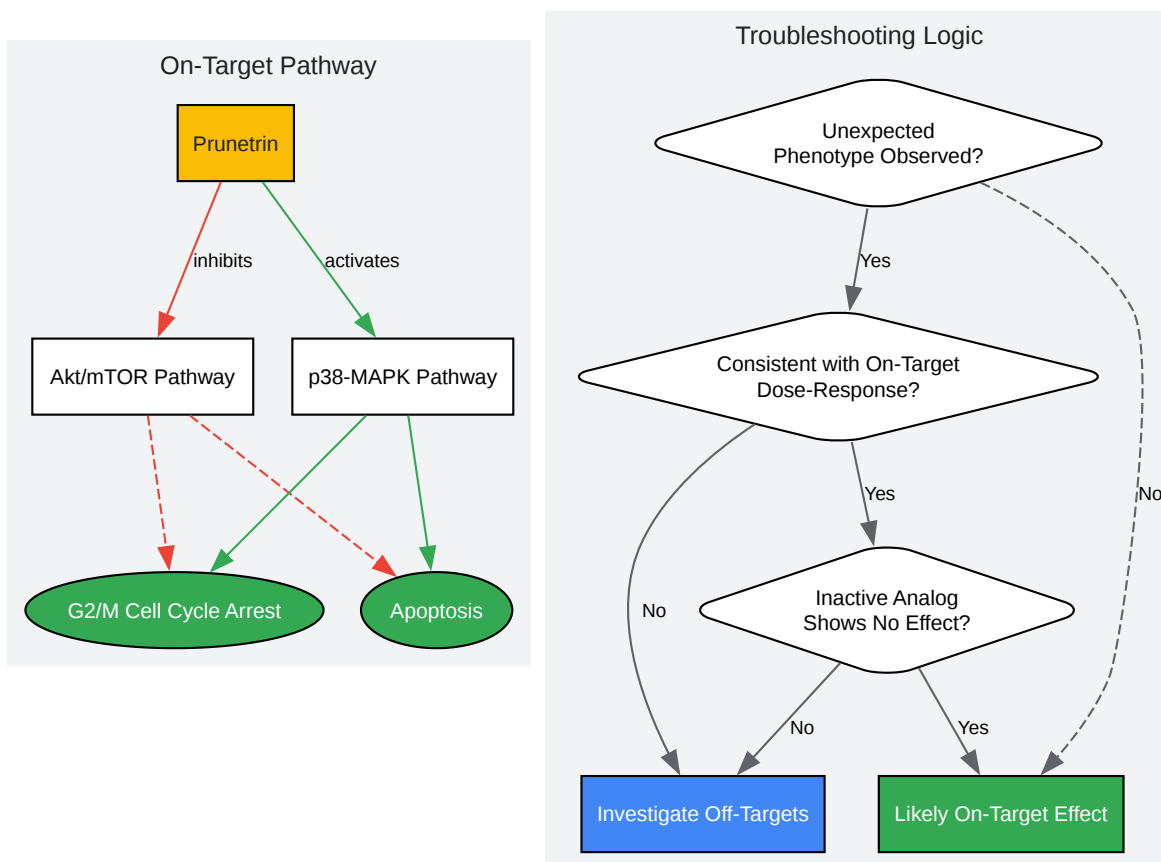 On-Target Pathway
Prunetrin
inhibits
activates
Akt/mTOR Pathway
p38-MAPK Pathway
G2/M Cell Cycle Arrest
Apoptosis
Troubleshooting Logic
Unexpected
Phenotype Observed?
Yes
No
Consistent with On-Target
Dose-Response?
Yes
No
Inactive Analog
Shows No Effect?
No
Yes
Investigate Off-Targets
Likely On-Target Effect